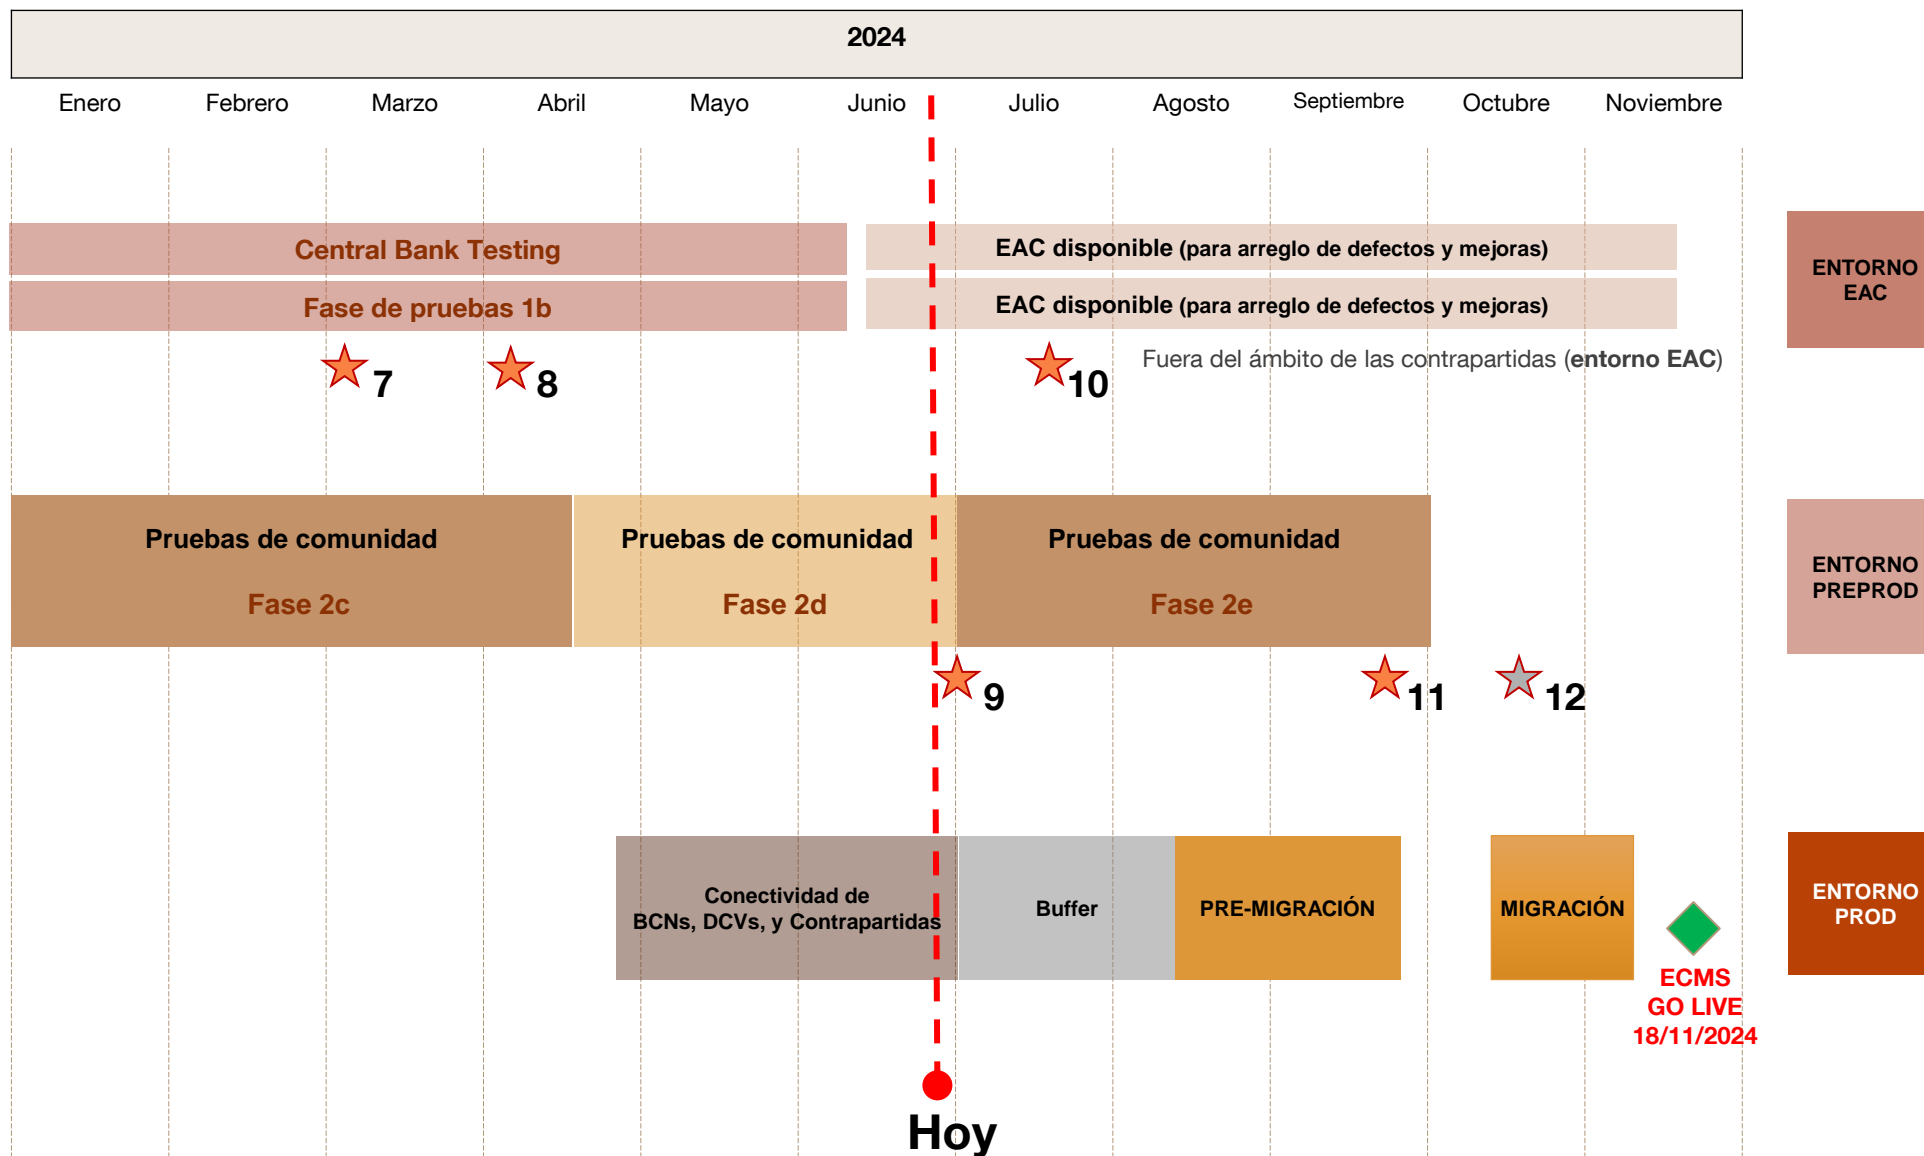 2024
Enero Febrero Marzo Abril Mayo Junio Julio Agosto Septiembre Octubre Noviembre
Central Bank Testing
EAC disponible (para arreglo de defectos y mejoras)
Fase de pruebas 1b
EAC disponible (para arreglo de defectos y mejoras)
ENTORNO
EAC
7
8
10
Fuera del ámbito de las contrapartidas (entorno EAC)
Pruebas de comunidad
Fase 2c
Pruebas de comunidad
Fase 2d
Pruebas de comunidad
Fase 2e
ENTORNO
PREPROD
9
11
12
Conectividad de
BCNs, DCVs, y Contrapartidas
Buffer
PRE-MIGRACIÓN
MIGRACIÓN
ENTORNO
PROD
ECMS
GO LIVE
18/11/2024
Hoy